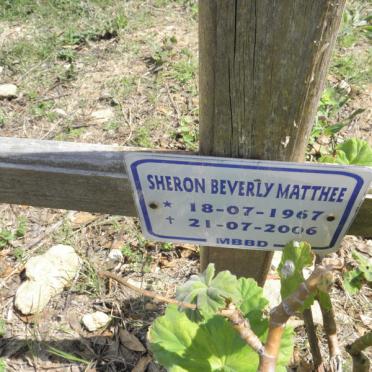 SHERON BEVERLY MATTHEE
* 18-07-1967
† 21-07-2006
MBBD